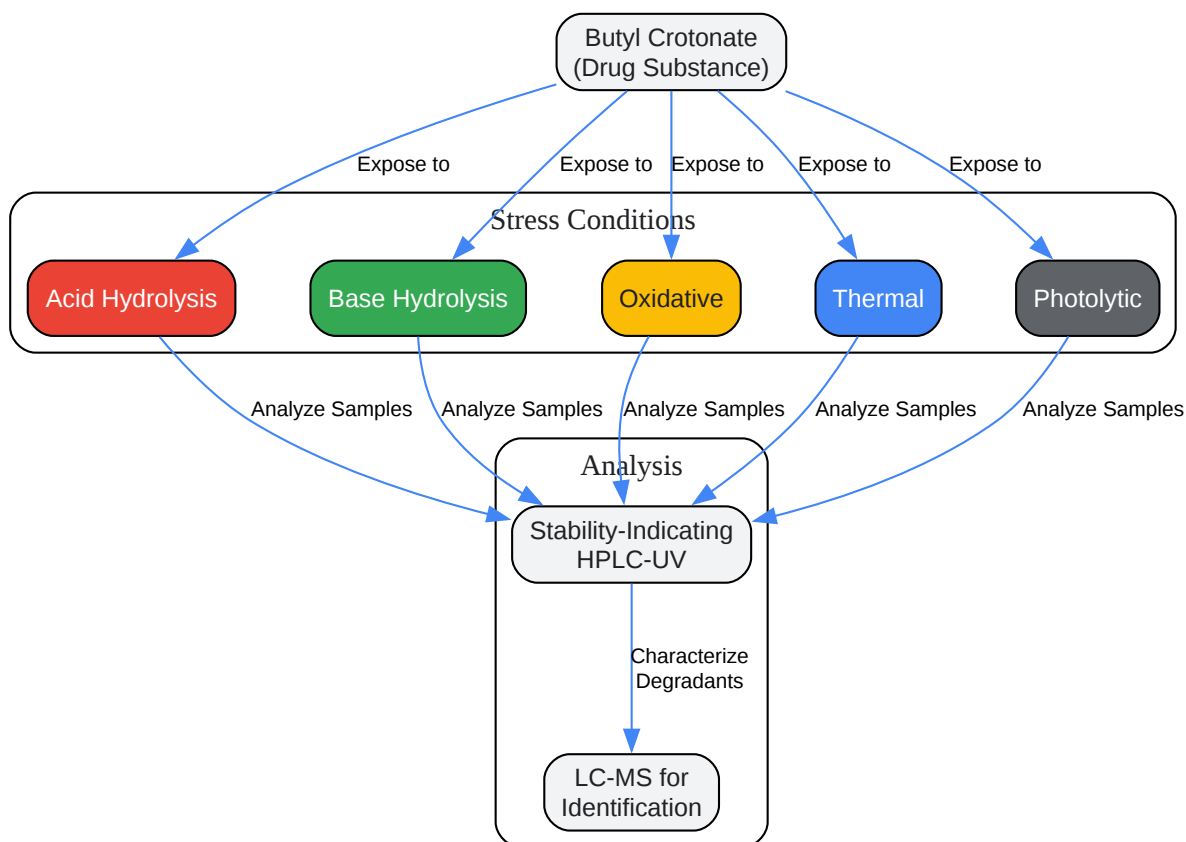 Butyl Crotonate
(Drug Substance)
Expose to
Expose to
Expose to
Expose to
Expose to
Stress Conditions
Acid Hydrolysis
Base Hydrolysis
Oxidative
Thermal
Photolytic
Analyze Samples
Analyze Samples
Analyze Samples
Analyze Samples
Analyze Samples
Analysis
Stability-Indicating
HPLC-UV
Characterize
Degradants
LC-MS for
Identification